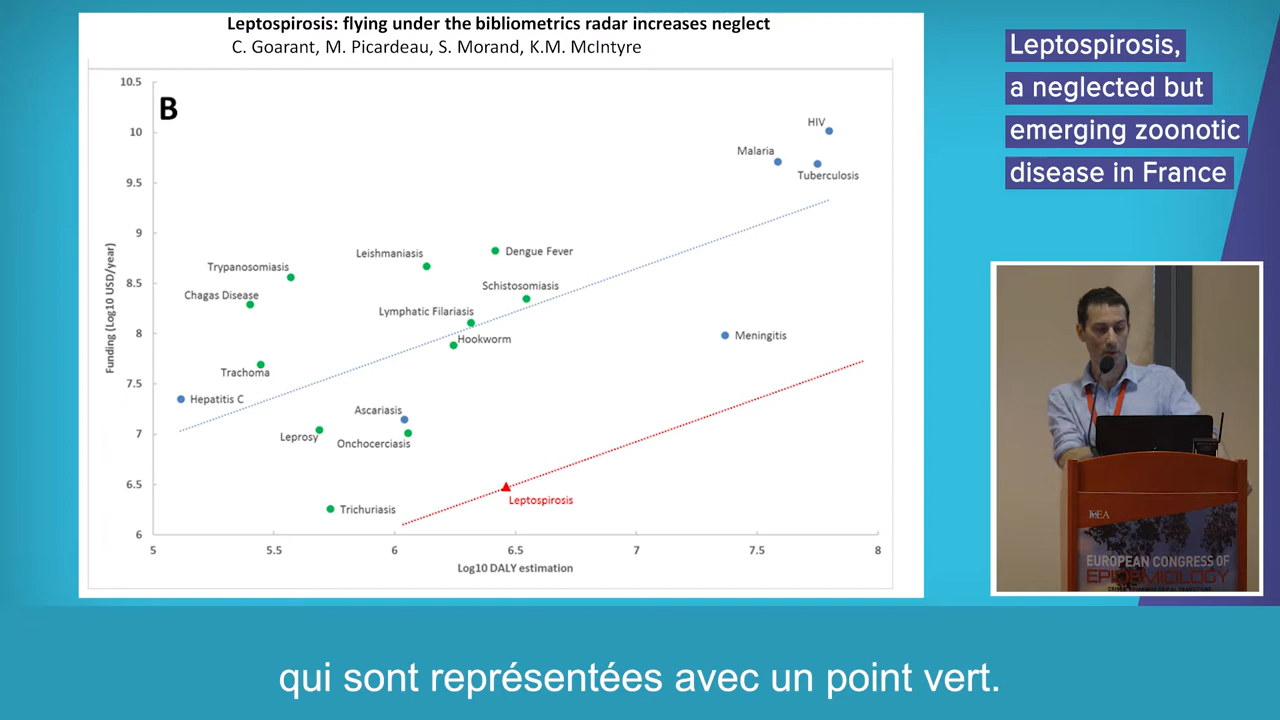 Leptospirosis: flying under the bibliometrics radar increases neglect
C. Goarant, M. Picardeau, S. Morand, K.M. McIntyre
B
10.5
10
9.5
9
8.5
8
7.5
7
6.5
6
Funding (Log10 USD/year)
HIV
Malaria
Tuberculosis
Dengue Fever
Leishmaniasis
Trypanosomiasis
Schistosomiasis
Chagas Disease
Lymphatic Filariasis
Hookworm
Meningitis
Trachoma
Hepatitis C
Ascariasis
Leprosy
Onchocerciasis
Leptospirosis
Trichuriasis
5
5.5
6
6.5
7
7.5
8
Log10 DALY estimation
Leptospirosis,
a neglected but
emerging zoonotic
disease in France
EUROPEAN CONGRESS OF
EPIDEMIOLOGY
qui sont représentées avec un point vert.